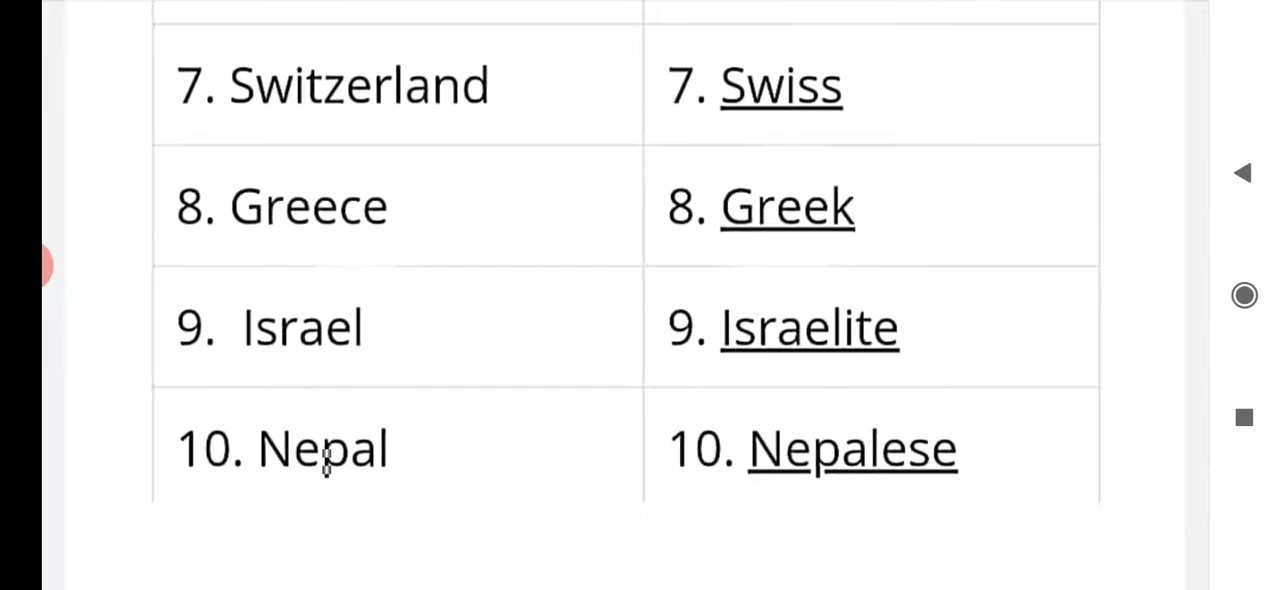 7. Switzerland 7. Swiss
8. Greece 8. Greek
9. Israel 9. Israelite
10. Nepal 10. Nepalese